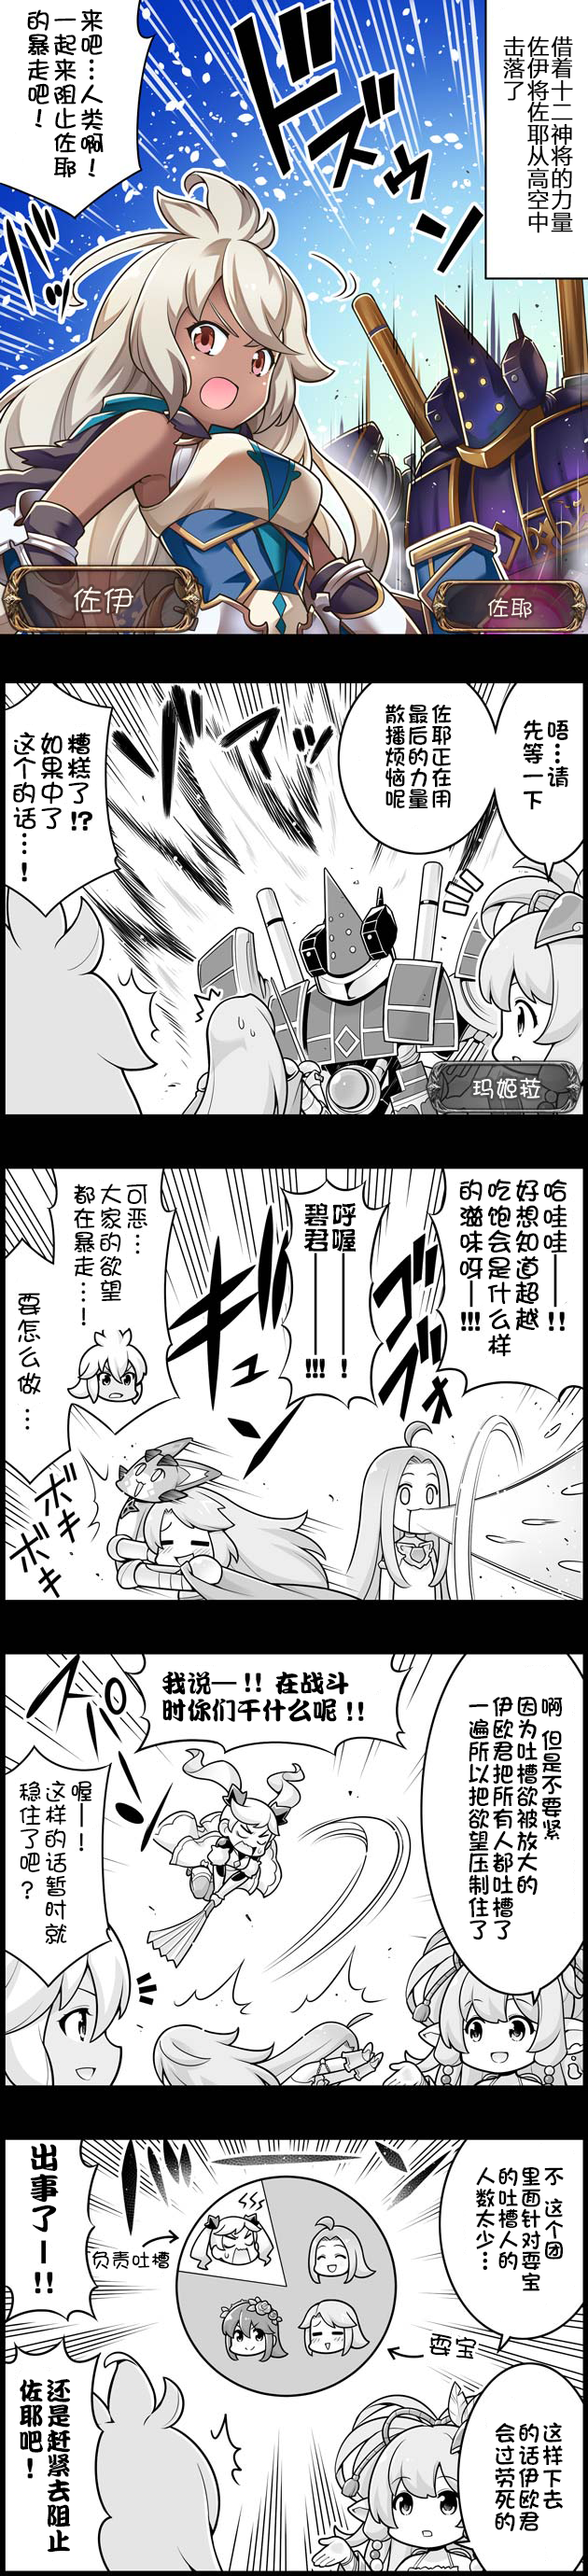 借着十二神将的力量
佐伊将佐耶从高空中
击落了
来吧…人类啊！
一起来阻止佐耶
的暴走吧！
ドズゥン
佐伊
佐耶
唔…请
先等一下
佐耶正在用
最后的力量
散播烦恼呢
糟糕了!?
如果中了
这个的话…！
玛姬菈
哈哇哇——!!
好想知道超越
吃饱会是什么样
的滋味呀—!!!
呼喔——！
碧君———!!!
可恶…
大家的欲望
都在暴走…！
要怎么做…
ゴゴオォ
ギュッ
ボキ
ボキ
啊 但是不要紧
因为吐槽欲被放大的
伊欧君把所有人都吐槽了
一遍所以把欲望压制住了
我说—!! 在战斗
时你们干什么呢!!
喔—！
这样的话暂时就
稳住了吧？
不 这个团
里面针对耍宝
的吐槽人的
人数太少…
负责吐槽
耍宝
出事了—!!
这样下去
的话伊欧君
会过劳死的
还是赶紧去阻止
佐耶吧！